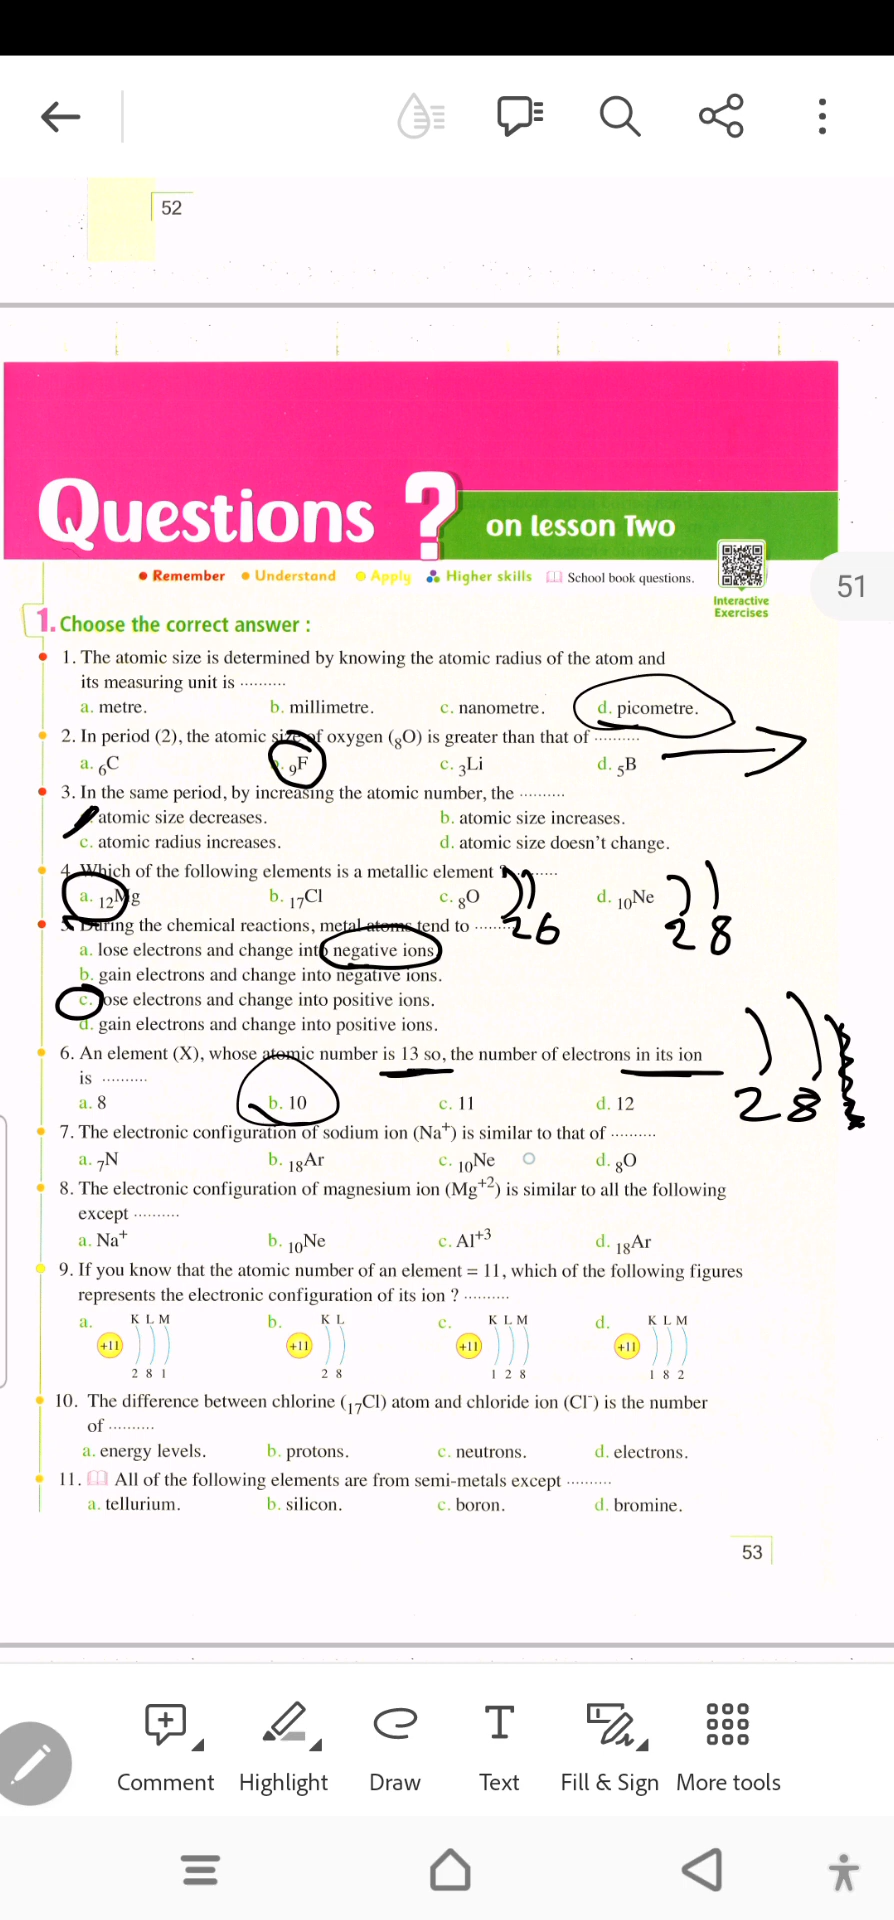 52
Questions ?
on lesson Two
Remember Understand Apply Higher skills School book questions.
Interactive
Exercises
51
1. Choose the correct answer :
1. The atomic size is determined by knowing the atomic radius of the atom and
its measuring unit is ..........
a. metre. b. millimetre. c. nanometre. d. picometre.
2. In period (2), the atomic size of oxygen (₈O) is greater than that of ..........
a. ₆C b. ₉F c. ₃Li d. ₅B
3. In the same period, by increasing the atomic number, the ..........
atomic size decreases. b. atomic size increases.
c. atomic radius increases. d. atomic size doesn't change.
4. Which of the following elements is a metallic element ? ..........
a. ₁₂Mg b. ₁₇Cl c. ₈O d. ₁₀Ne
2 6 2 8
5. During the chemical reactions, metal atoms tend to ..........
a. lose electrons and change into negative ions.
b. gain electrons and change into negative ions.
c. lose electrons and change into positive ions.
d. gain electrons and change into positive ions.
6. An element (X), whose atomic number is 13 so, the number of electrons in its ion
is ..........
a. 8 b. 10 c. 11 d. 12
2 8
7. The electronic configuration of sodium ion (Na⁺) is similar to that of ..........
a. ₇N b. ₁₈Ar c. ₁₀Ne d. ₈O
8. The electronic configuration of magnesium ion (Mg⁺²) is similar to all the following
except ..........
a. Na⁺ b. ₁₀Ne c. Al⁺³ d. ₁₈Ar
9. If you know that the atomic number of an element = 11, which of the following figures
represents the electronic configuration of its ion ? ..........
a. K L M b. K L c. K L M d. K L M
+11 +11 +11 +11
2 8 1 2 8 1 2 8 1 8 2
10. The difference between chlorine (₁₇Cl) atom and chloride ion (Cl⁻) is the number
of ..........
a. energy levels. b. protons. c. neutrons. d. electrons.
11. All of the following elements are from semi-metals except ..........
a. tellurium. b. silicon. c. boron. d. bromine.
53
Comment Highlight Draw Text Fill & Sign More tools